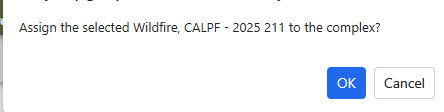 Assign the selected Wildfire, CALPF - 2025 211 to the complex?
OK Cancel